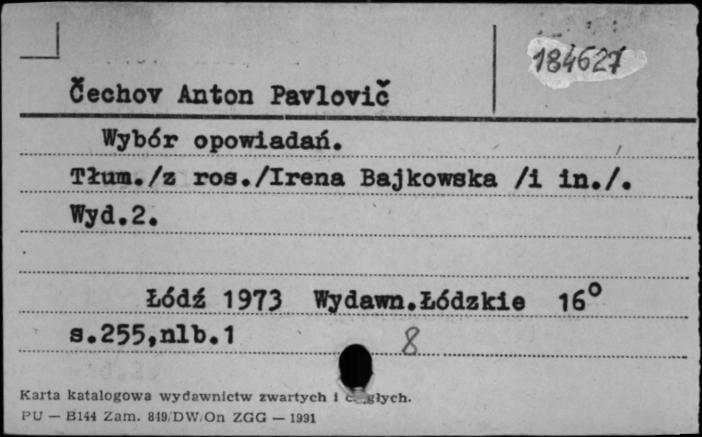 184627
Čechov Anton Pavlovič
Wybór opowiadań.
Tłum./z ros./Irena Bajkowska /i in./.
Wyd.2.
Łódź 1973 Wydawn.Łódzkie 16°
s.255,nlb.1
8
Karta katalogowa wydawnictw zwartych i
PU — B144 Zam. 819/DW/On ZGG — 1991